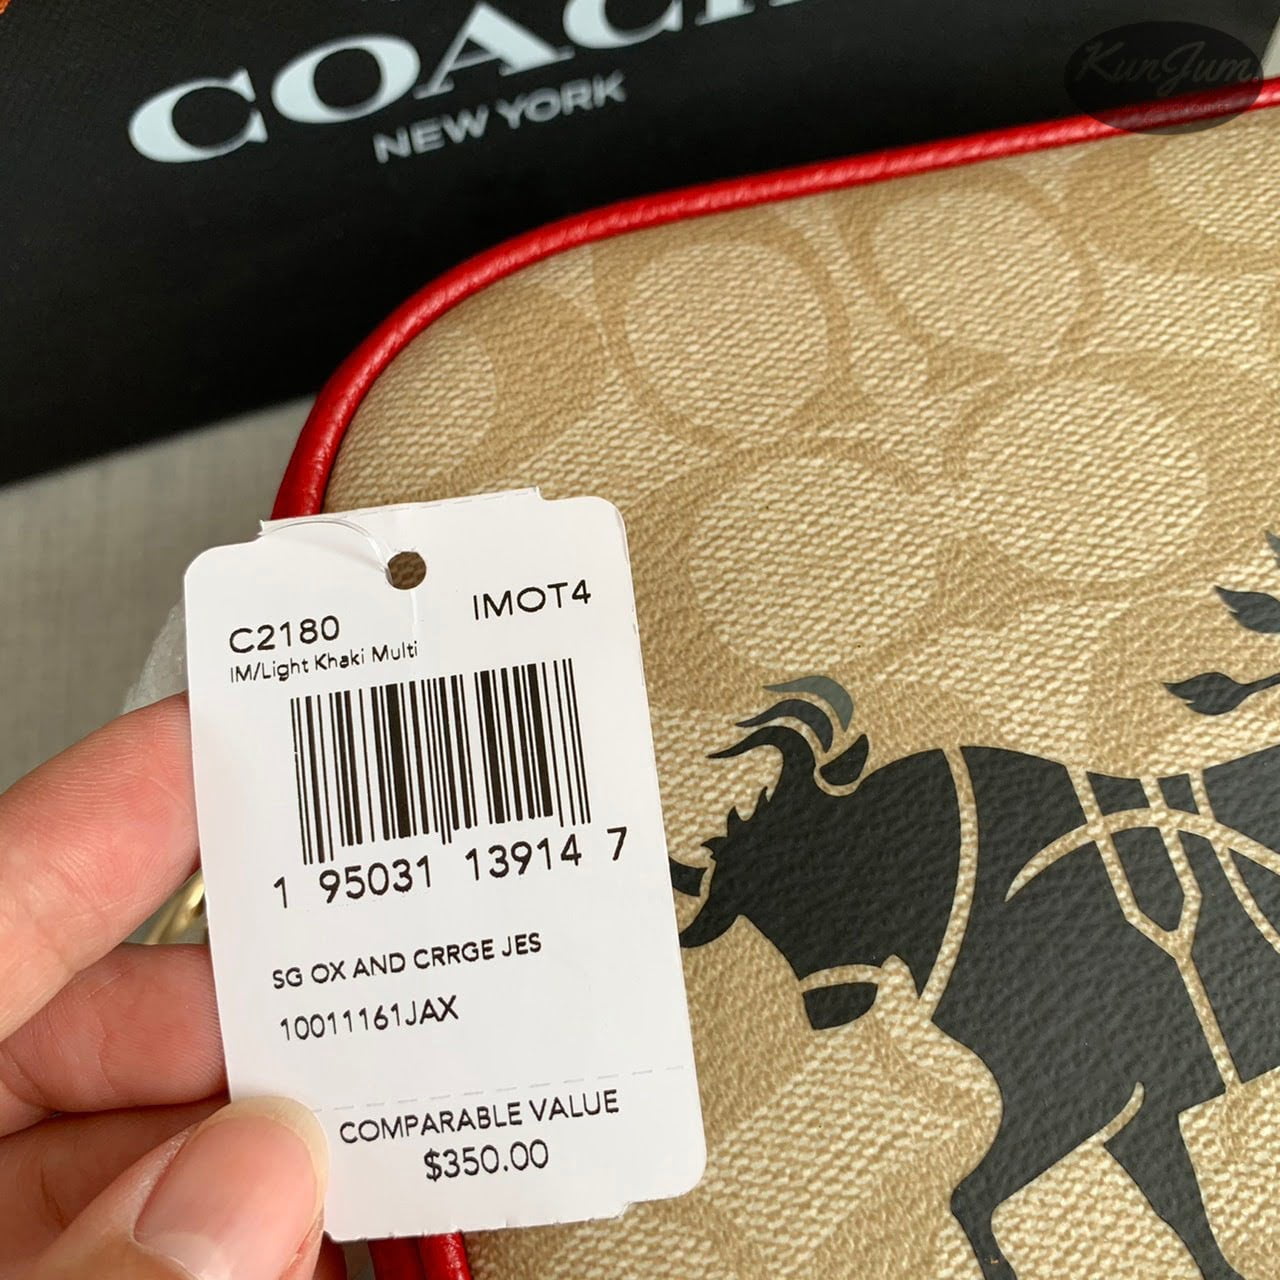 COACH
NEW YORK
KunJum.
C2180
IMOT4
IM/Light Khaki Multi
1 95031 13914 7
SG OX AND CRRGE JES
10011161JAX
COMPARABLE VALUE
$350.00